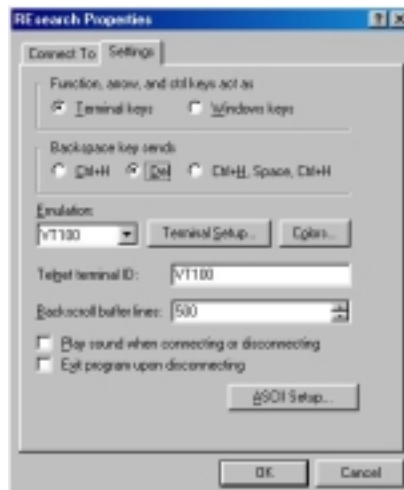 REsearch Properties
Connect To Settings
Function, arrow, and ctrl keys act as
Terminal keys Windows keys
Backspace key sends
Ctrl+H Del Ctrl+H, Space, Ctrl+H
Emulation:
VT100 Terminal Setup... Colors...
Telnet terminal ID: VT100
Backscroll buffer lines: 500
Play sound when connecting or disconnecting
Exit program upon disconnecting
ASCII Setup...
OK Cancel